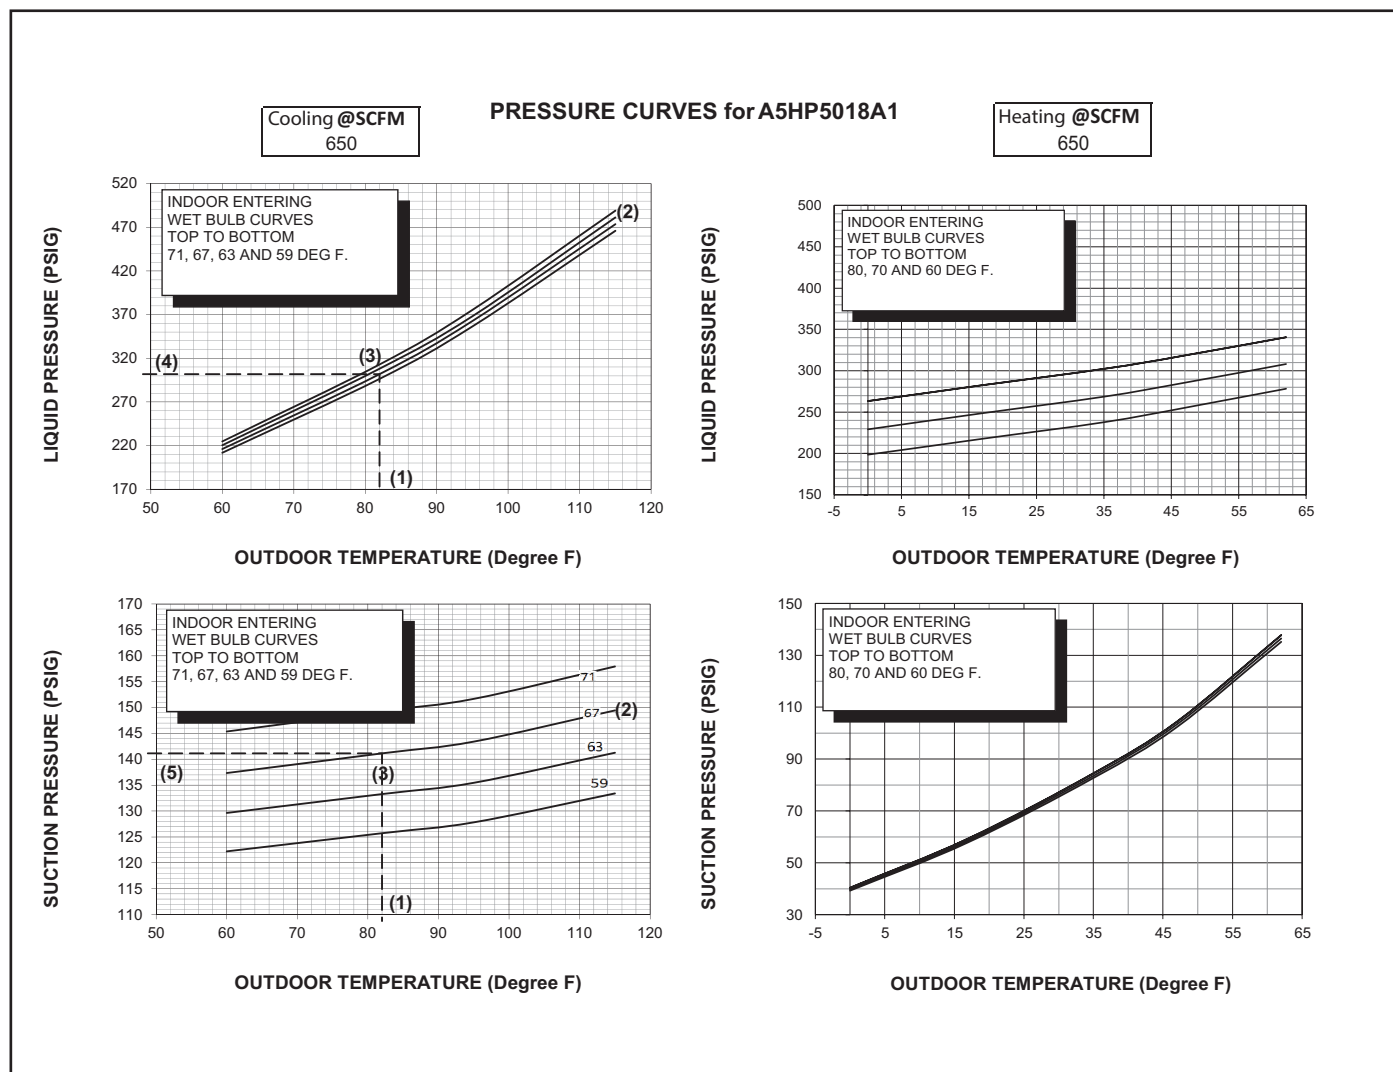 PRESSURE CURVES for A5HP5018A1
Cooling @SCFM
650
Heating @SCFM
650
LIQUID PRESSURE (PSIG)
520
470
420
370
320
270
220
170
INDOOR ENTERING
WET BULB CURVES
TOP TO BOTTOM
71, 67, 63 AND 59 DEG F.
(2)
(3)
(4)
(1)
50 60 70 80 90 100 110 120
OUTDOOR TEMPERATURE (Degree F)
LIQUID PRESSURE (PSIG)
500
450
400
350
300
250
200
150
INDOOR ENTERING
WET BULB CURVES
TOP TO BOTTOM
80, 70 AND 60 DEG F.
-5 5 15 25 35 45 55 65
OUTDOOR TEMPERATURE (Degree F)
SUCTION PRESSURE (PSIG)
170
165
160
155
150
145
140
135
130
125
120
115
110
INDOOR ENTERING
WET BULB CURVES
TOP TO BOTTOM
71, 67, 63 AND 59 DEG F.
71
67 (2)
63
59
(5)
(3)
(1)
50 60 70 80 90 100 110 120
OUTDOOR TEMPERATURE (Degree F)
SUCTION PRESSURE (PSIG)
150
130
110
90
70
50
30
INDOOR ENTERING
WET BULB CURVES
TOP TO BOTTOM
80, 70 AND 60 DEG F.
-5 5 15 25 35 45 55 65
OUTDOOR TEMPERATURE (Degree F)